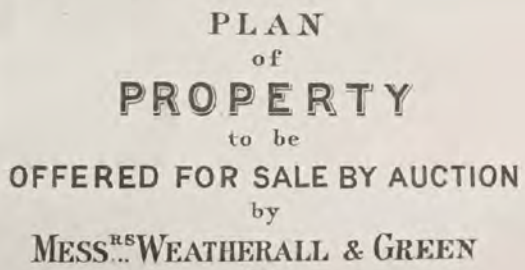 PLAN
of
PROPERTY
to be
OFFERED FOR SALE BY AUCTION
by
MESSRS WEATHERALL & GREEN